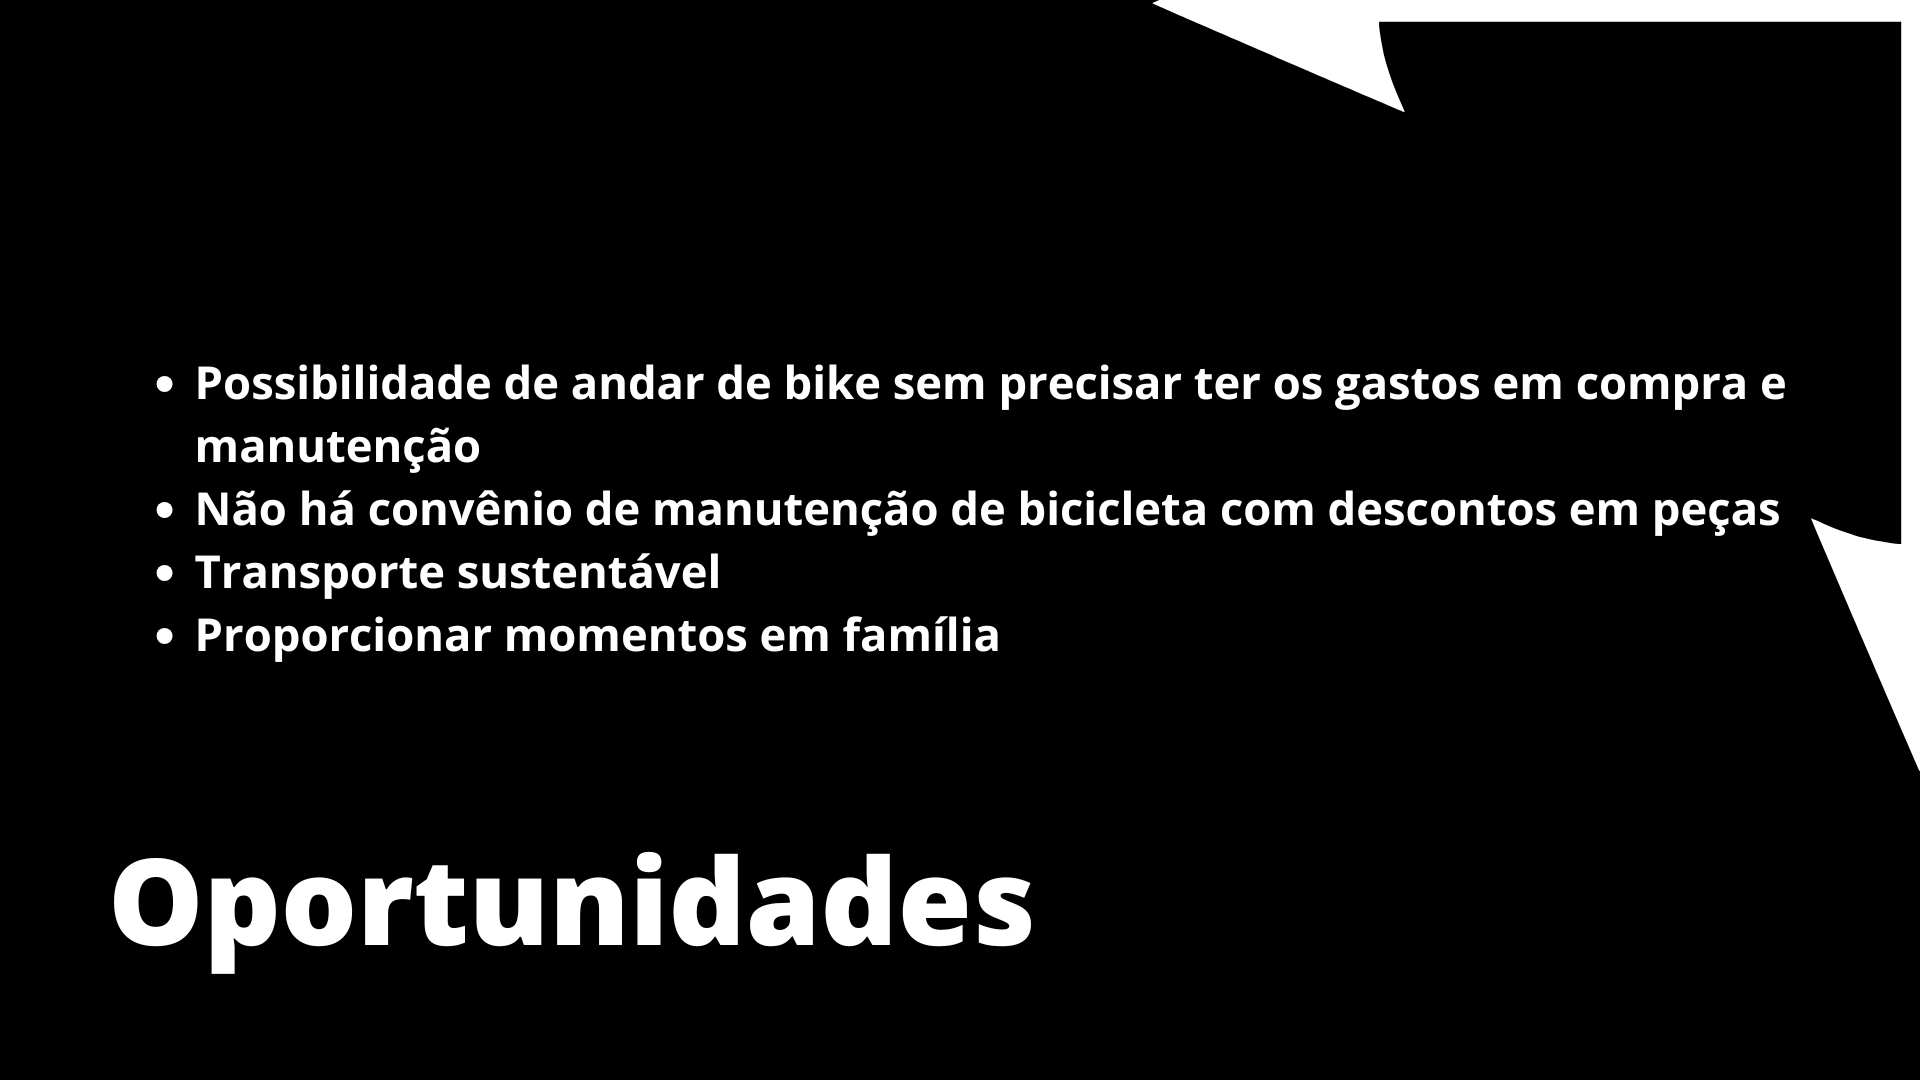 • Possibilidade de andar de bike sem precisar ter os gastos em compra e
manutenção
• Não há convênio de manutenção de bicicleta com descontos em peças
• Transporte sustentável
• Proporcionar momentos em família
Oportunidades